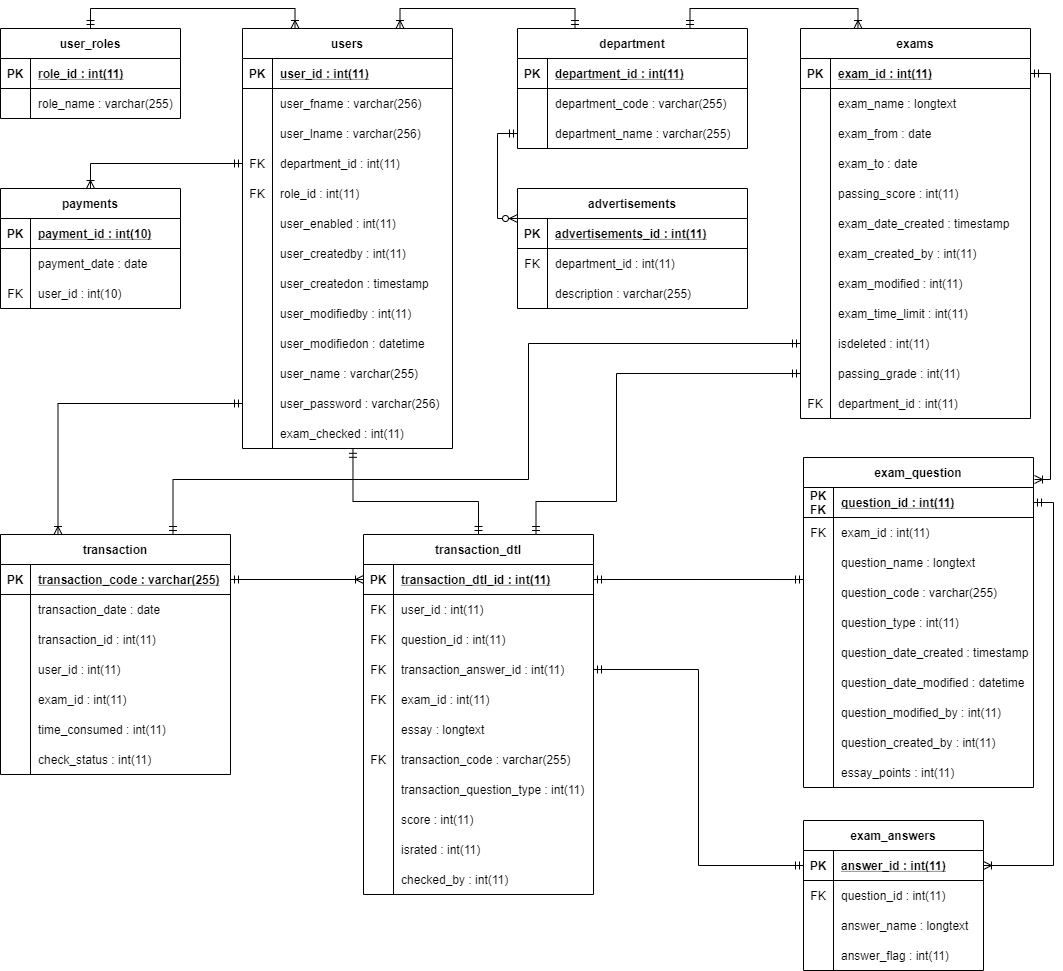 user_roles
PK role_id : int(11)
role_name : varchar(255)
users
PK user_id : int(11)
user_fname : varchar(256)
user_lname : varchar(256)
FK department_id : int(11)
FK role_id : int(11)
user_enabled : int(11)
user_createdby : int(11)
user_createdon : timestamp
user_modifiedby : int(11)
user_modifiedon : datetime
user_name : varchar(255)
user_password : varchar(256)
exam_checked : int(11)
department
PK department_id : int(11)
department_code : varchar(255)
department_name : varchar(255)
exams
PK exam_id : int(11)
exam_name : longtext
exam_from : date
exam_to : date
passing_score : int(11)
exam_date_created : timestamp
exam_created_by : int(11)
exam_modified : int(11)
exam_time_limit : int(11)
isdeleted : int(11)
passing_grade : int(11)
FK department_id : int(11)
payments
PK payment_id : int(10)
payment_date : date
FK user_id : int(10)
advertisements
PK advertisements_id : int(11)
FK department_id : int(11)
description : varchar(255)
transaction
PK transaction_code : varchar(255)
transaction_date : date
transaction_id : int(11)
user_id : int(11)
exam_id : int(11)
time_consumed : int(11)
check_status : int(11)
transaction_dtl
PK transaction_dtl_id : int(11)
FK user_id : int(11)
FK question_id : int(11)
FK transaction_answer_id : int(11)
FK exam_id : int(11)
essay : longtext
FK transaction_code : varchar(255)
transaction_question_type : int(11)
score : int(11)
israted : int(11)
checked_by : int(11)
exam_question
PK
FK question_id : int(11)
FK exam_id : int(11)
question_name : longtext
question_code : varchar(255)
question_type : int(11)
question_date_created : timestamp
question_date_modified : datetime
question_modified_by : int(11)
question_created_by : int(11)
essay_points : int(11)
exam_answers
PK answer_id : int(11)
FK question_id : int(11)
answer_name : longtext
answer_flag : int(11)